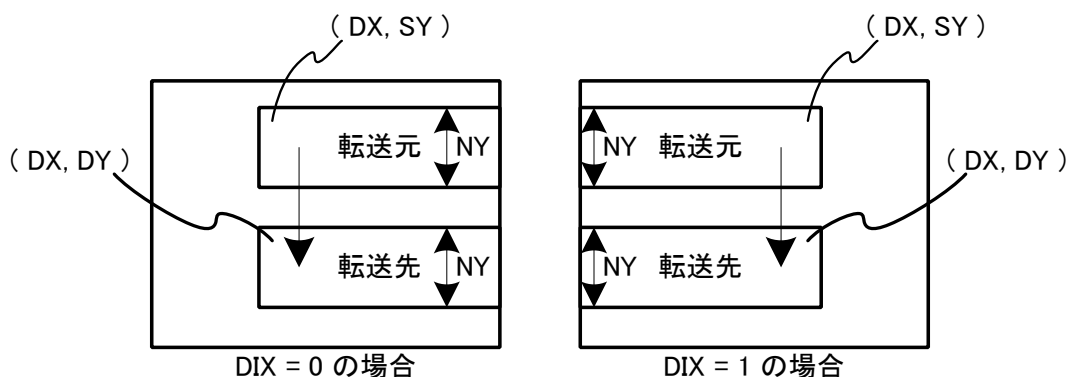 ( DX, SY )
( DX, SY )
転送元
NY
NY
転送元
( DX, DY )
( DX, DY )
転送先
NY
NY
転送先
DIX = 0 の場合
DIX = 1 の場合